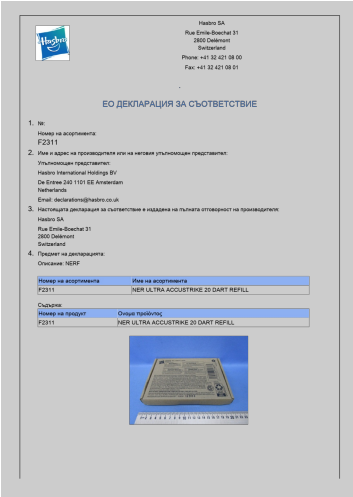 Hasbro
Hasbro SA
Rue Emile-Boechat 31
2800 Delémont
Switzerland
Phone: +41 32 421 08 00
Fax: +41 32 421 08 01
.
ЕО ДЕКЛАРАЦИЯ ЗА СЪОТВЕТСТВИЕ
1. №:
Номер на асортимента:
F2311
2. Име и адрес на производителя или на неговия упълномощен представител:
Упълномощен представител:
Hasbro International Holdings BV
De Entree 240 1101 EE Amsterdam
Netherlands
Email: declarations@hasbro.co.uk
3. Настоящата декларация за съответствие е издадена на пълната отговорност на производителя:
Hasbro SA
Rue Emile-Boechat 31
2800 Delémont
Switzerland
4. Предмет на декларацията:
Описание: NERF
Номер на асортимента Име на асортимента
F2311 NER ULTRA ACCUSTRIKE 20 DART REFILL
Съдържа:
Номер на продукт Όνομα προϊόντος
F2311 NER ULTRA ACCUSTRIKE 20 DART REFILL